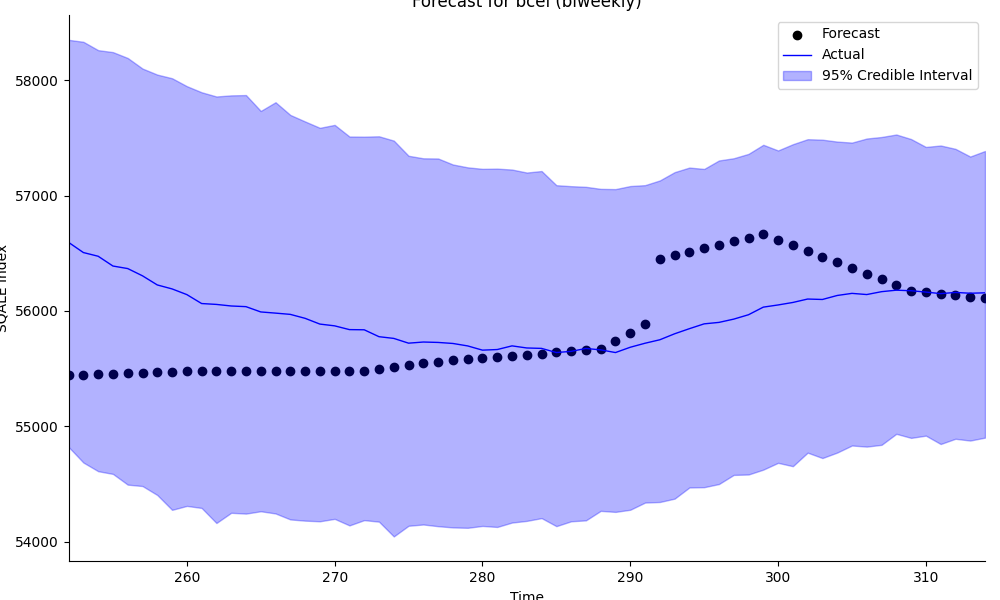 Forecast for bcel (biweekly)
Forecast
Actual
95% Credible Interval
58000
57000
56000
55000
54000
SQALE Index
260
270
280
290
300
310
Time